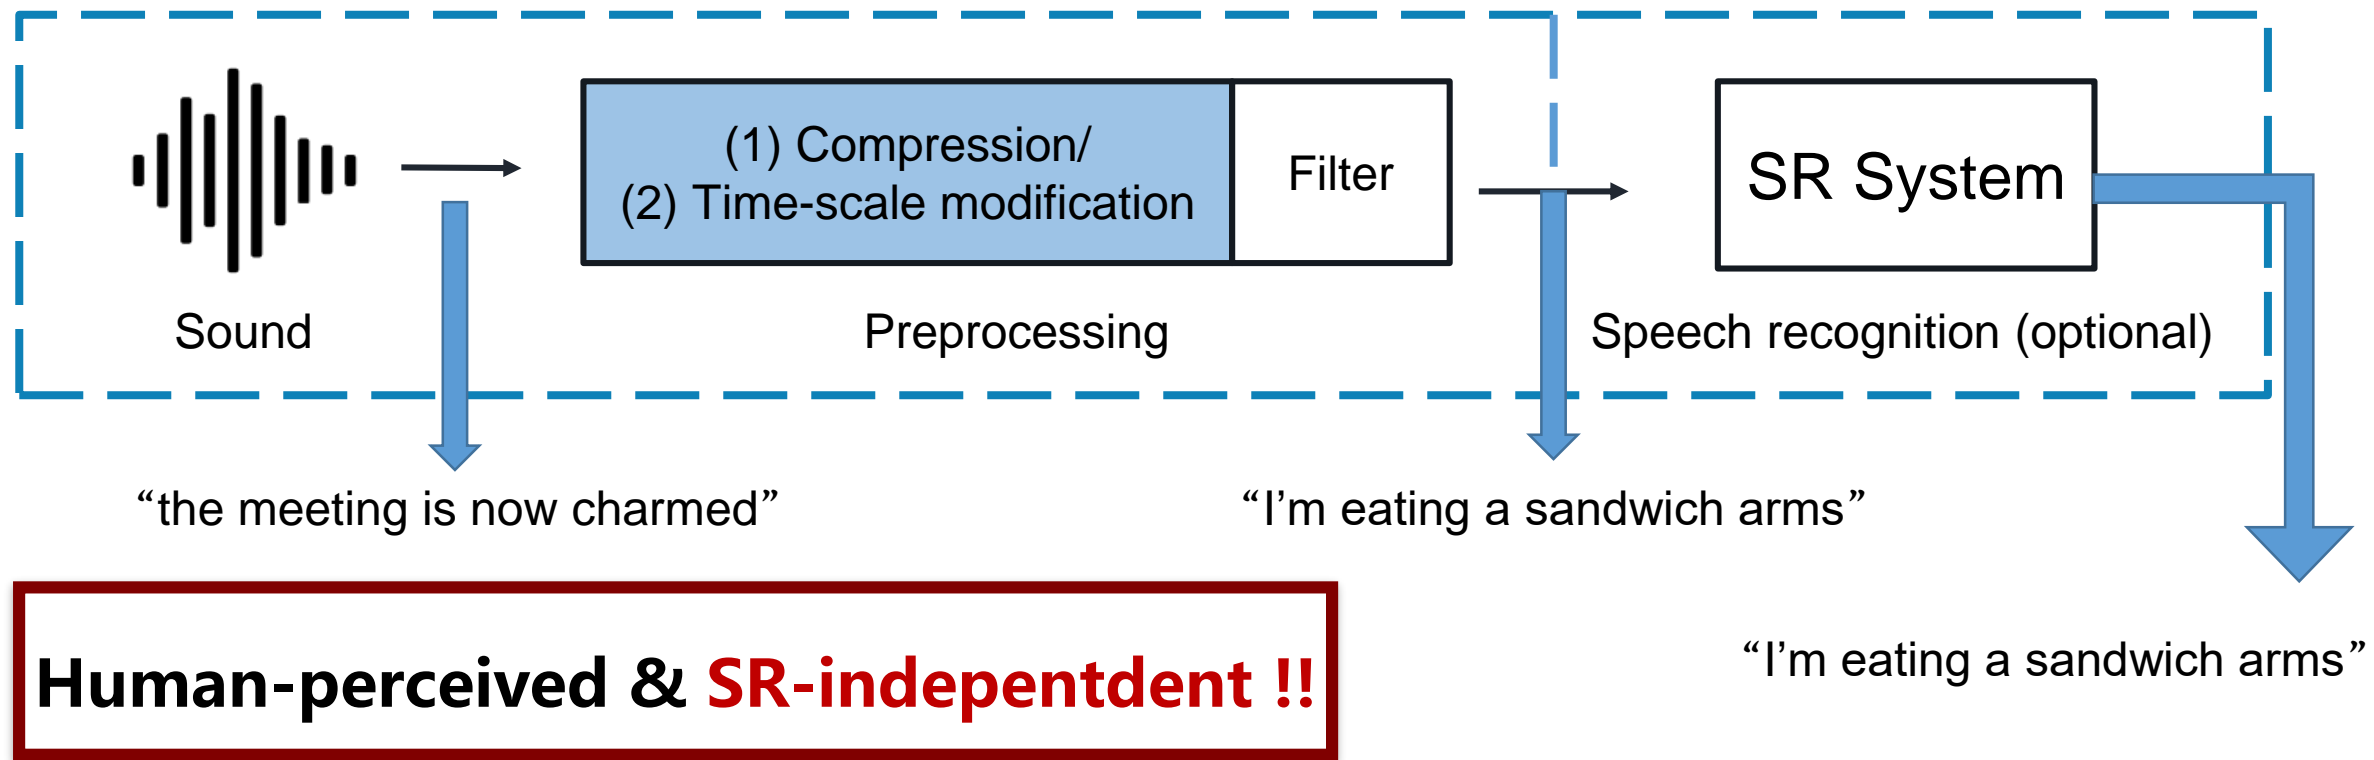 (1) Compression/
(2) Time-scale modification
Filter
SR System
Sound
Preprocessing
Speech recognition (optional)
“the meeting is now charmed”
“I’m eating a sandwich arms”
“I’m eating a sandwich arms”
Human-perceived & SR-indepentdent !!